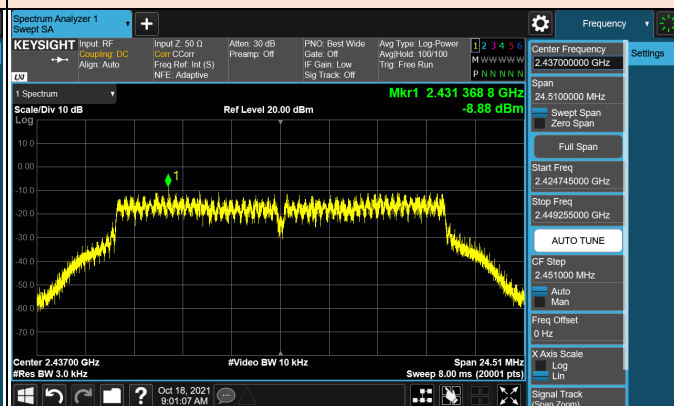 Spectrum Analyzer 1
Swept SA
+
Frequency
KEYSIGHT
Input: RF
Coupling: DC
Align: Auto
Input Z: 50 Ω
Corr CCorr
Freq Ref: Int (S)
NFE: Adaptive
Atten: 30 dB
Preamp: Off
PNO: Best Wide
Gate: Off
IF Gain: Low
Sig Track: Off
Avg Type: Log-Power
Avg|Hold: 100/100
Trig: Free Run
1 2 3 4 5 6
M W W W W W
P N N N N N
LXI
1 Spectrum
Scale/Div 10 dB
Log
Ref Level 20.00 dBm
Mkr1 2.431 368 8 GHz
-8.88 dBm
10.0
0.00
-10.0
-20.0
-30.0
-40.0
-50.0
-60.0
-70.0
1
Center 2.43700 GHz
#Res BW 3.0 kHz
#Video BW 10 kHz
Span 24.51 MHz
Sweep 8.00 ms (20001 pts)
Oct 18, 2021
9:01:07 AM
?
Center Frequency
2.437000000 GHz
Settings
Span
24.5100000 MHz
Swept Span
Zero Span
Full Span
Start Freq
2.424745000 GHz
Stop Freq
2.449255000 GHz
AUTO TUNE
CF Step
2.451000 MHz
Auto
Man
Freq Offset
0 Hz
X Axis Scale
Log
Lin
Signal Track
(Span Zoom)